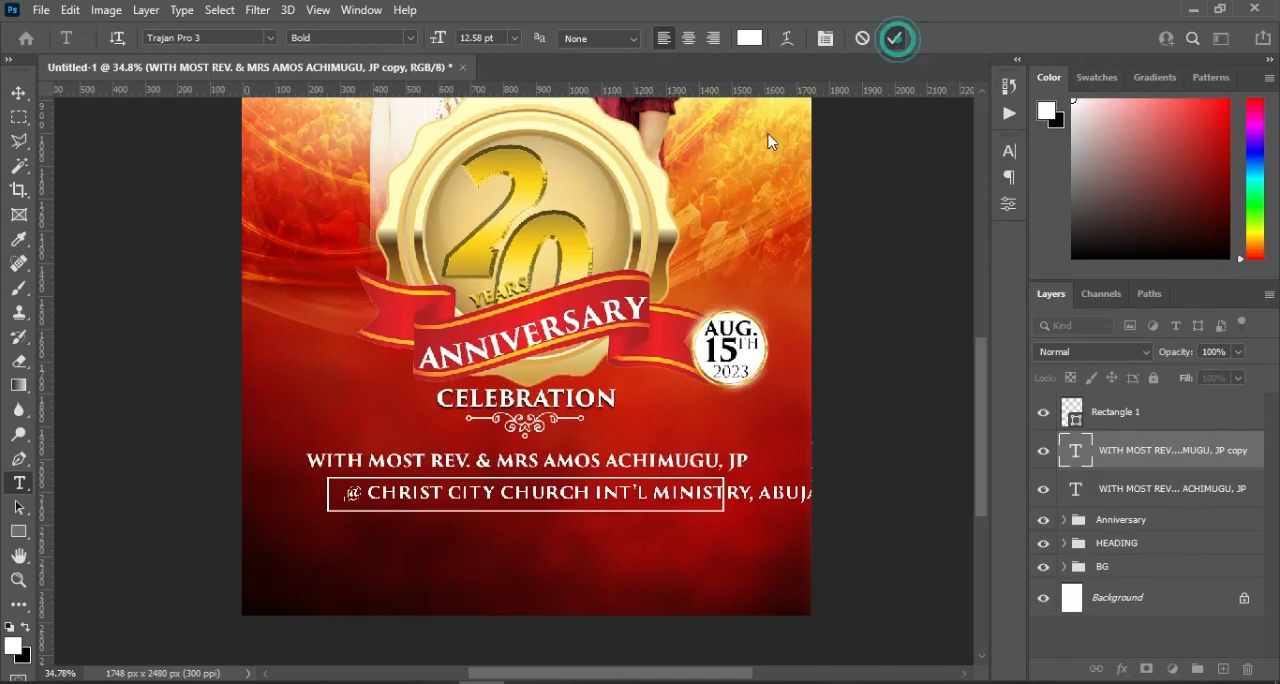 File Edit Image Layer Type Select Filter 3D View Window Help
Trajan Pro 3 Bold 12.58 pt None
Untitled-1 @ 34.8% (WITH MOST REV. & MRS AMOS ACHIMUGU, JP copy, RGB/8) *
Color Swatches Gradients Patterns
20
YEARS
ANNIVERSARY
AUG.
15TH
2023
CELEBRATION
WITH MOST REV. & MRS AMOS ACHIMUGU, JP
@ CHRIST CITY CHURCH INT'L MINISTRY, ABUJA
Layers Channels Paths
Kind
Normal Opacity: 100%
Lock: Fill: 100%
Rectangle 1
WITH MOST REV....MUGU, JP copy
WITH MOST REV... ACHIMUGU, JP
Anniversary
HEADING
BG
Background
34.78% 1748 px x 2480 px (300 ppi)